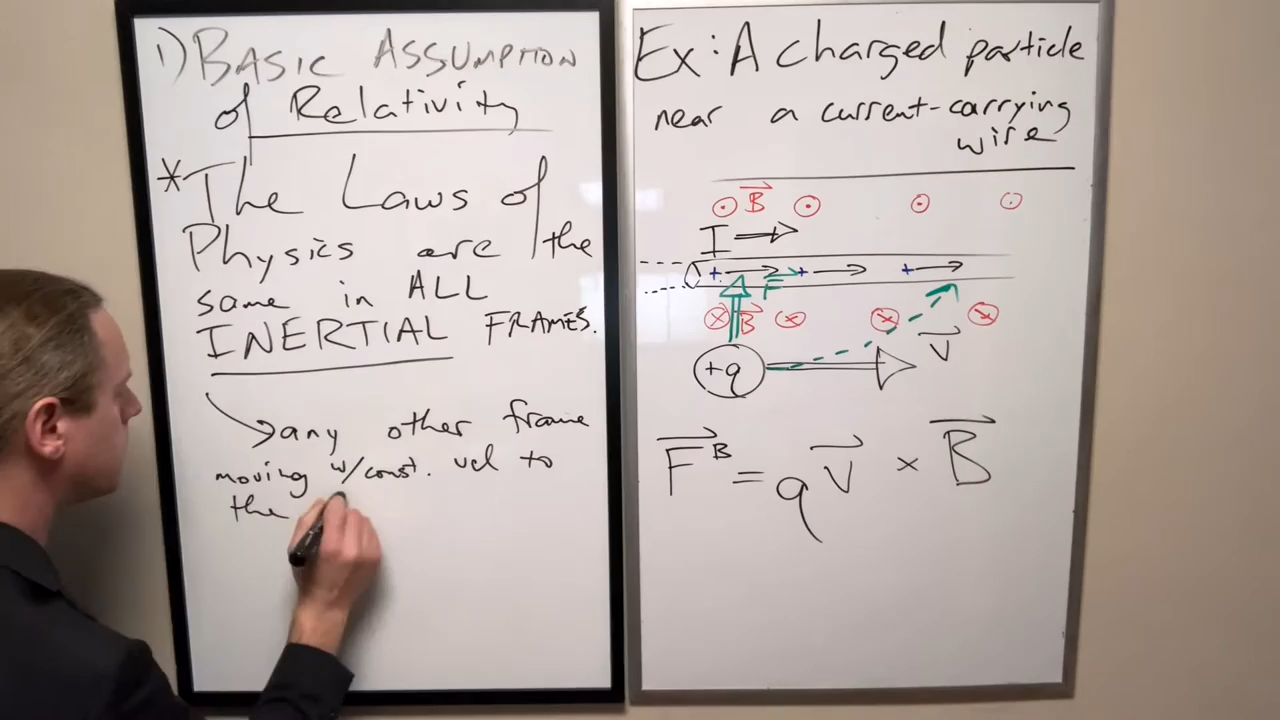 1) BASIC ASSUMPTION
of Relativity
* The Laws of
Physics are the
same in ALL
INERTIAL FRAMES.
any other frame
moving w/const. vel to
the
Ex: A charged particle
near a current-carrying
wire
B
I
+ + +
F
B
V
+q
F^B = qV × B